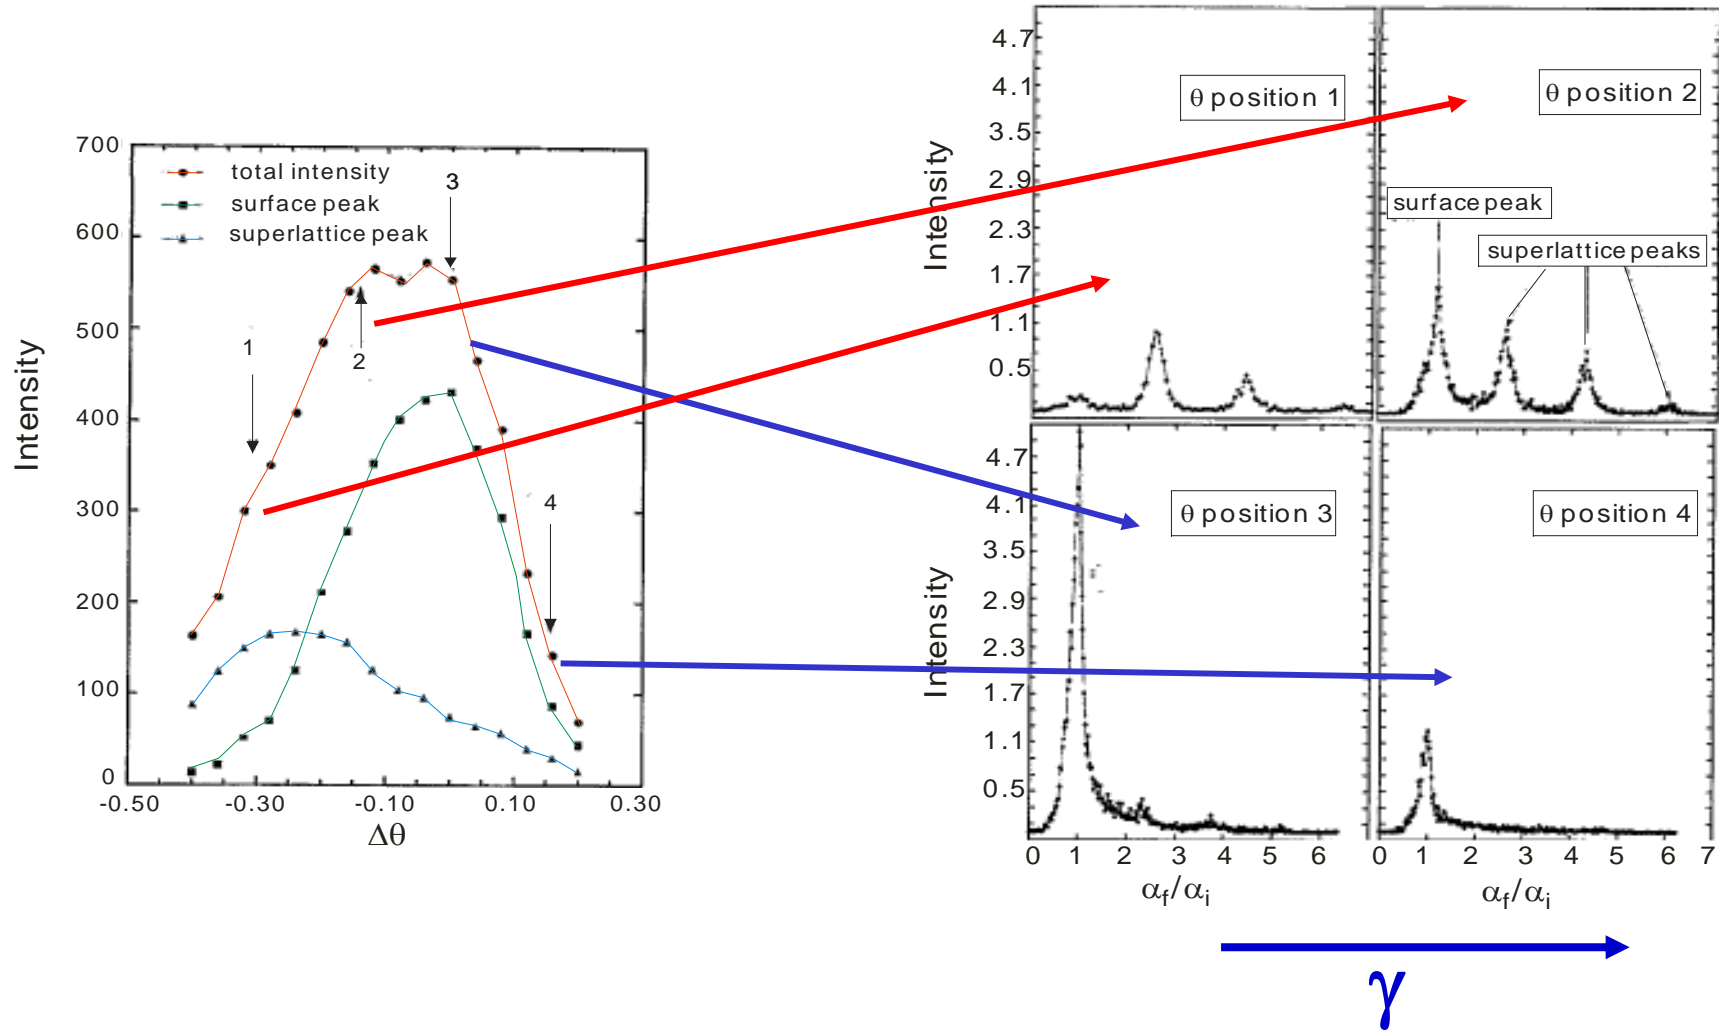 700
600
500
400
300
200
100
0
-0.50
-0.30
-0.10
0.10
0.30
Intensity
Δθ
total intensity
surface peak
superlattice peak
1
2
3
4
4.7
4.1
3.5
2.9
2.3
1.7
1.1
0.5
Intensity
θ position 1
θ position 2
surface peak
superlattice peaks
4.7
4.1
3.5
2.9
2.3
1.7
1.1
0.5
Intensity
θ position 3
θ position 4
0 1 2 3 4 5 6
0 1 2 3 4 5 6 7
αf/αi
αf/αi
γ